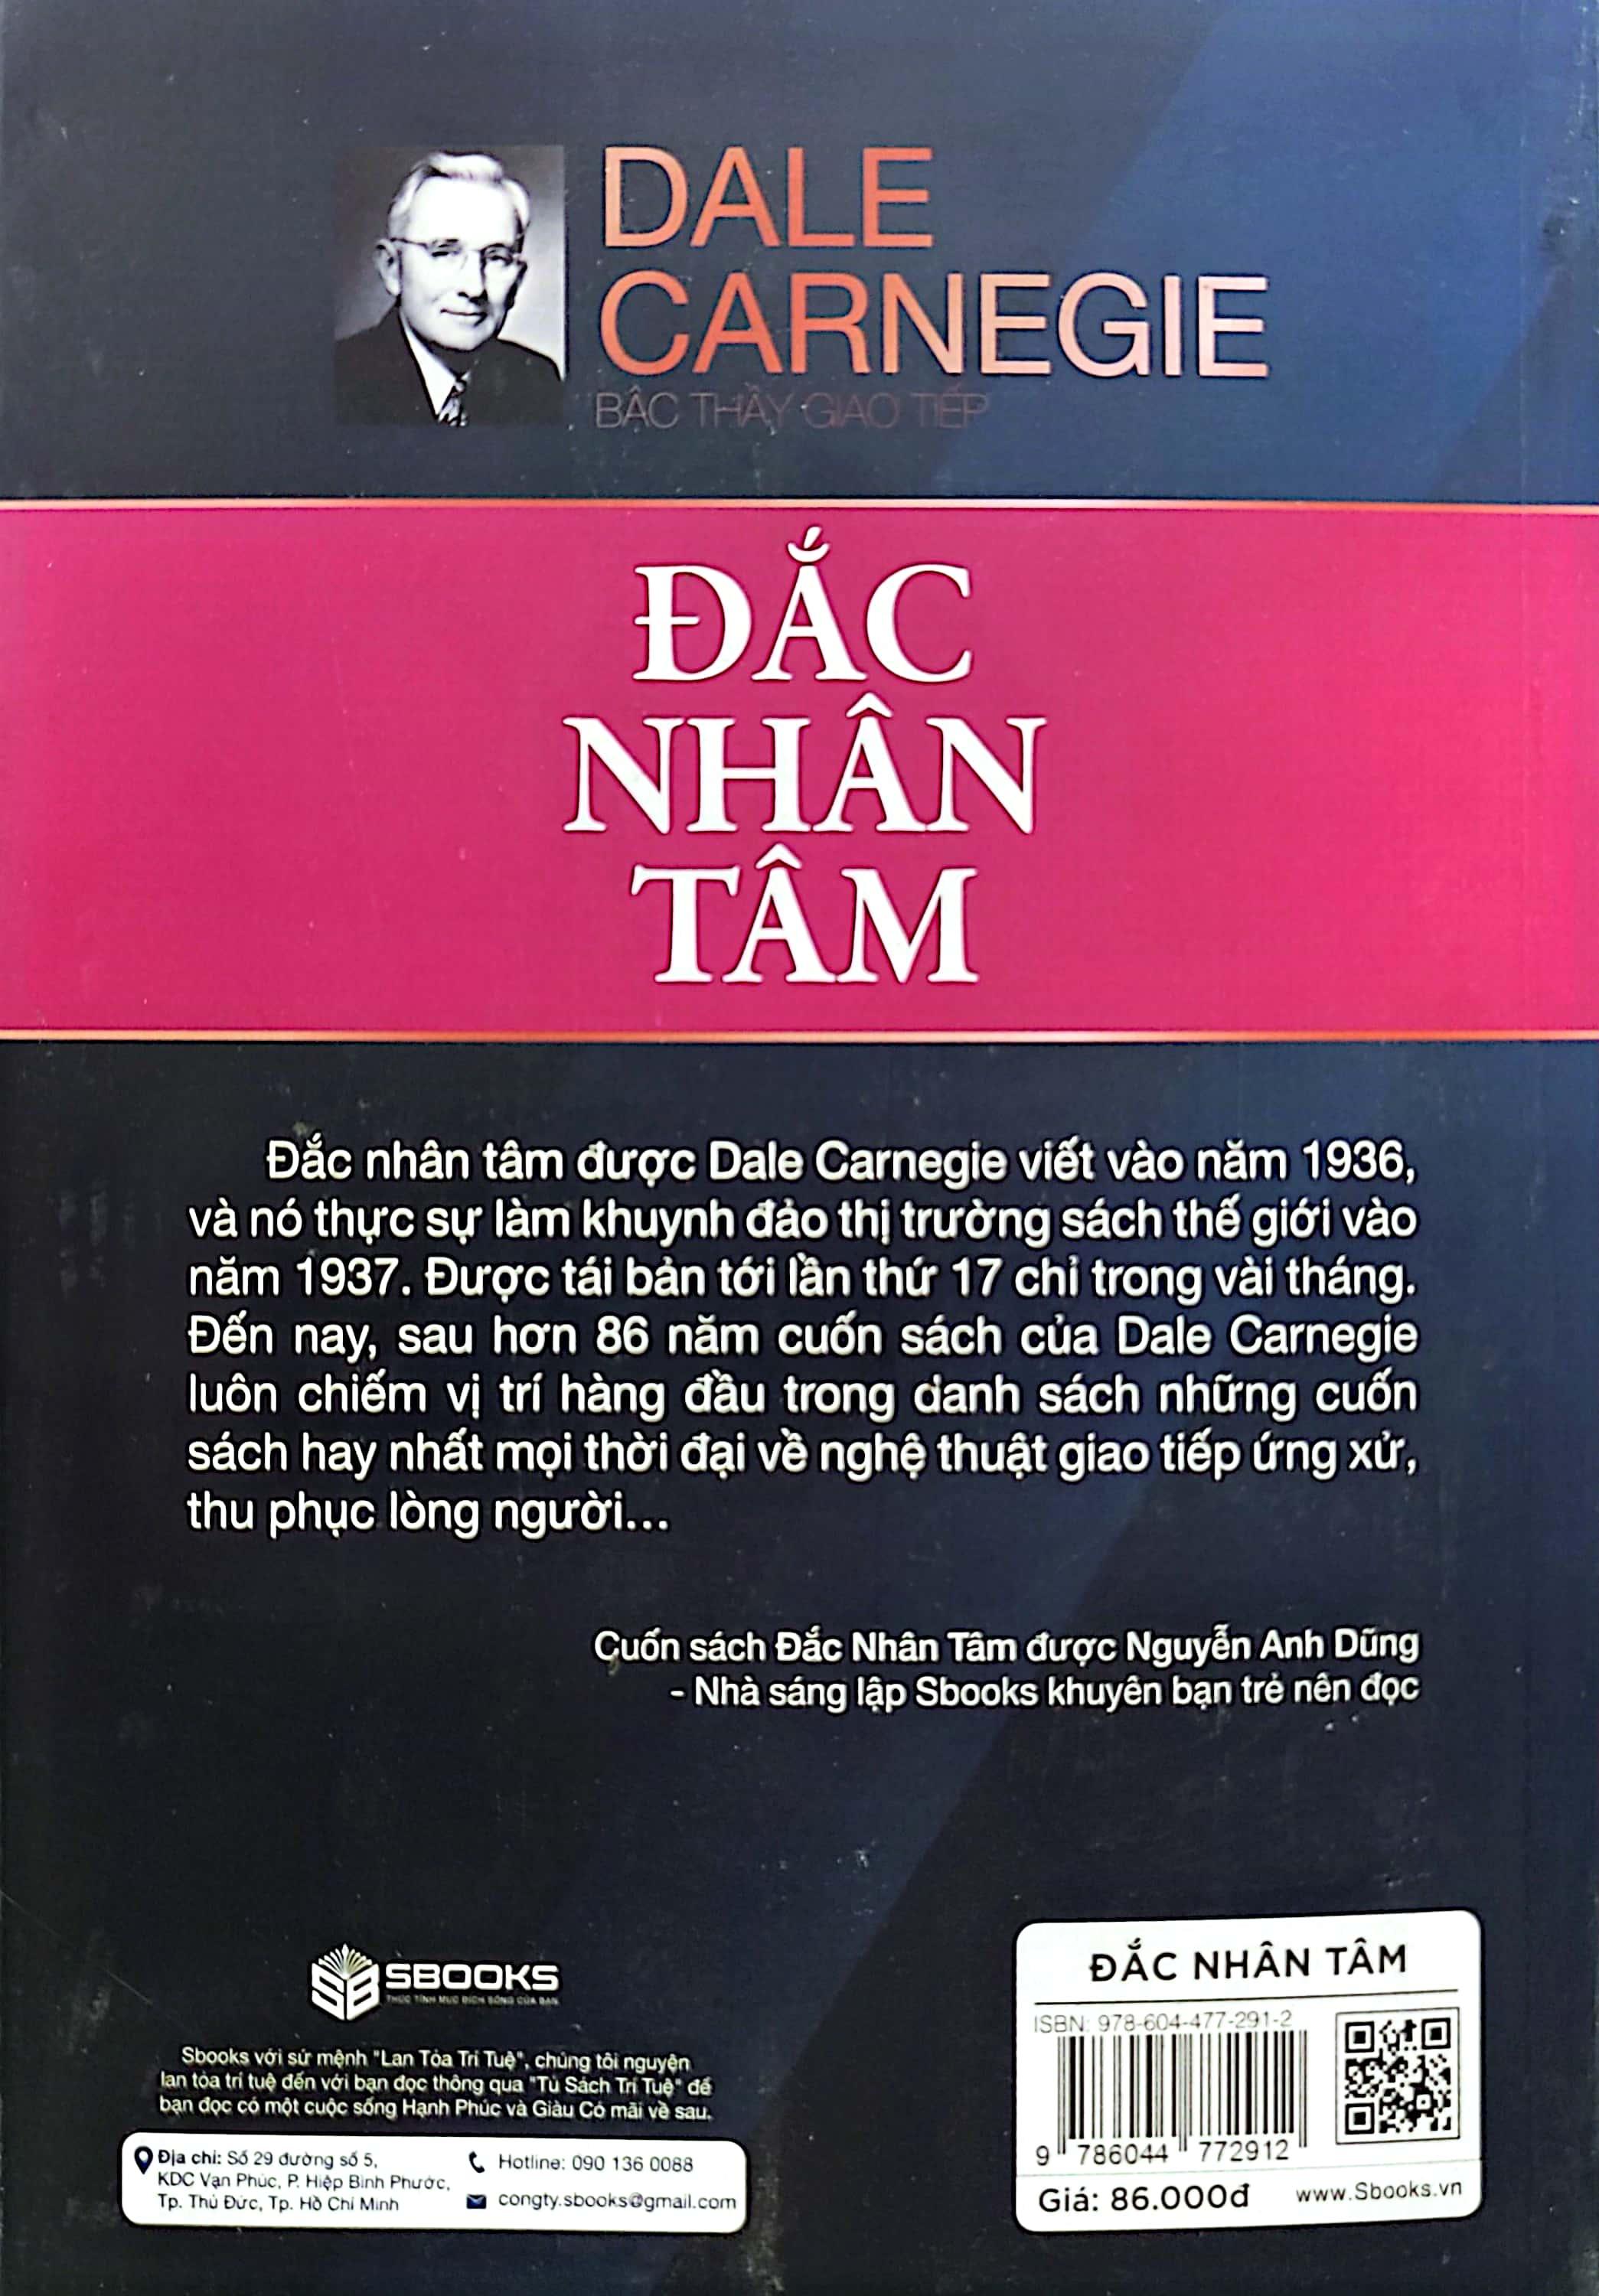 DALE
CARNEGIE
BẬC THẦY GIAO TIẾP
ĐẮC
NHÂN
TÂM
Đắc nhân tâm được Dale Carnegie viết vào năm 1936,
và nó thực sự làm khuynh đảo thị trường sách thế giới vào
năm 1937. Được tái bản tới lần thứ 17 chỉ trong vài tháng.
Đến nay, sau hơn 86 năm cuốn sách của Dale Carnegie
luôn chiếm vị trí hàng đầu trong danh sách những cuốn
sách hay nhất mọi thời đại về nghệ thuật giao tiếp ứng xử,
thu phục lòng người...
Cuốn sách Đắc Nhân Tâm được Nguyễn Anh Dũng
- Nhà sáng lập Sbooks khuyên bạn trẻ nên đọc
SBOOKS
THỨC TỈNH MỤC ĐÍCH SỐNG CỦA BẠN
Sbooks với sứ mệnh "Lan Tỏa Trí Tuệ", chúng tôi nguyện
lan tỏa trí tuệ đến với bạn đọc thông qua "Tủ Sách Trí Tuệ" để
bạn đọc có một cuộc sống Hạnh Phúc và Giàu Có mãi về sau.
Địa chỉ: Số 29 đường số 5,
KDC Vạn Phúc, P. Hiệp Bình Phước,
Tp. Thủ Đức, Tp. Hồ Chí Minh
Hotline: 090 136 0088
congty.sbooks@gmail.com
ĐẮC NHÂN TÂM
ISBN: 978-604-477-291-2
9 786044 772912
Giá: 86.000đ
www.Sbooks.vn